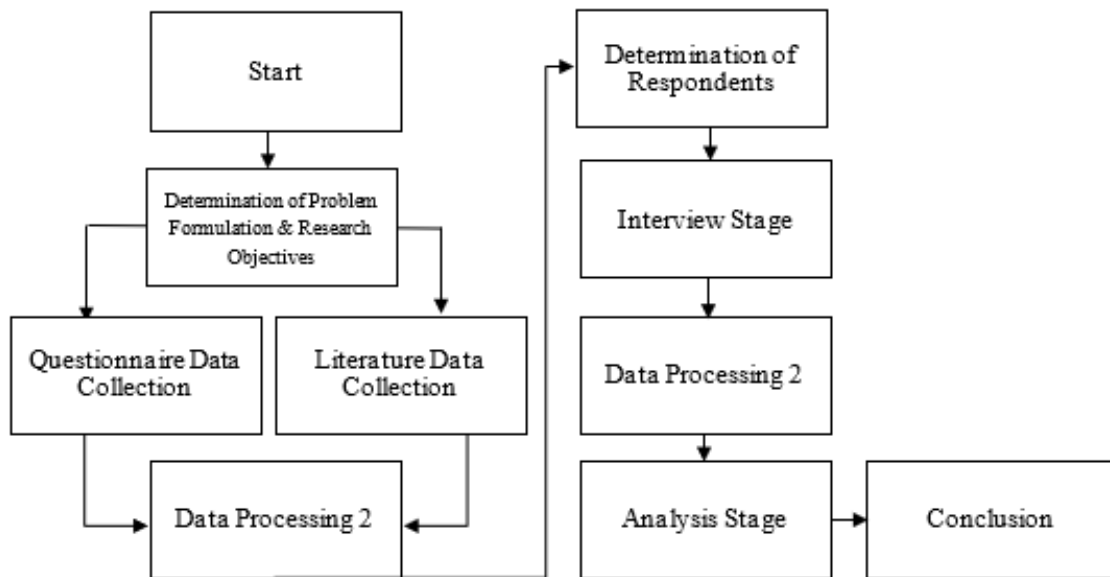 Start
Determination of Problem
Formulation & Research
Objectives
Questionnaire Data
Collection
Literature Data
Collection
Data Processing 2
Determination of
Respondents
Interview Stage
Data Processing 2
Analysis Stage
Conclusion